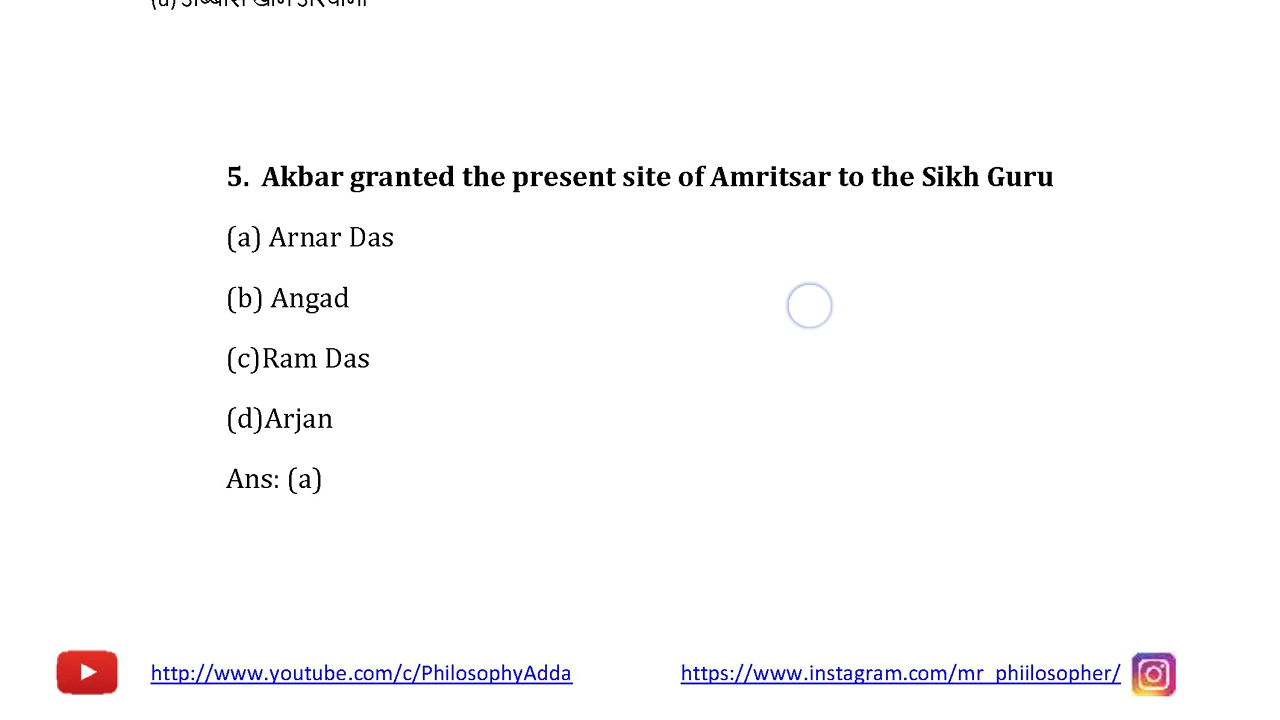 5. Akbar granted the present site of Amritsar to the Sikh Guru
(a) Arnar Das
(b) Angad
(c)Ram Das
(d)Arjan
Ans: (a)
http://www.youtube.com/c/PhilosophyAdda
https://www.instagram.com/mr_phiilosopher/